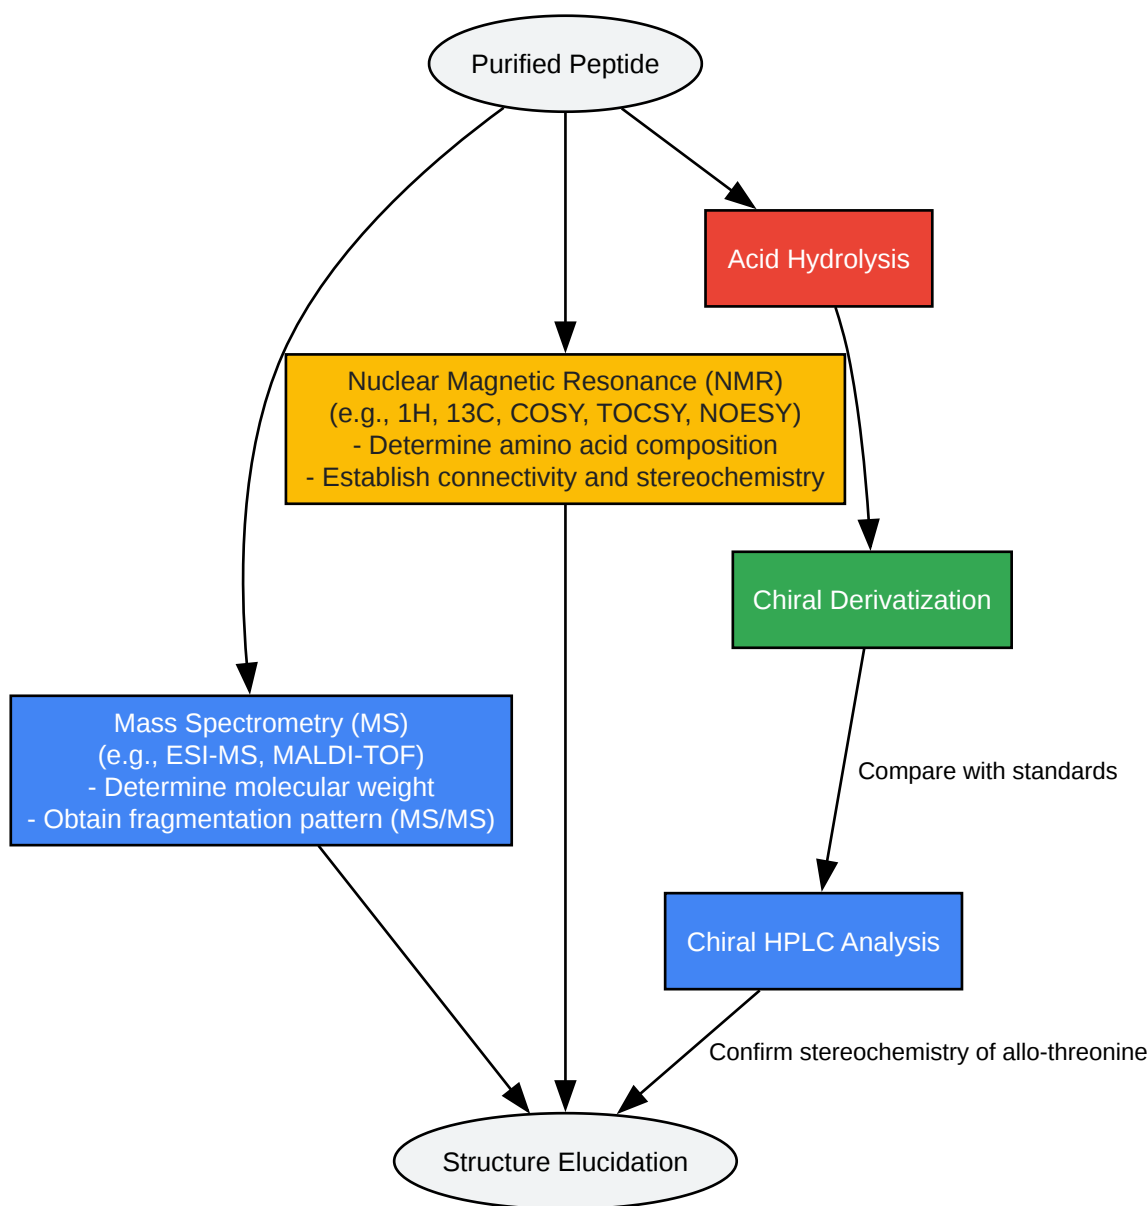 Purified Peptide
Acid Hydrolysis
Nuclear Magnetic Resonance (NMR)
(e.g., 1H, 13C, COSY, TOCSY, NOESY)
- Determine amino acid composition
- Establish connectivity and stereochemistry
Chiral Derivatization
Mass Spectrometry (MS)
(e.g., ESI-MS, MALDI-TOF)
- Determine molecular weight
- Obtain fragmentation pattern (MS/MS)
Compare with standards
Chiral HPLC Analysis
Confirm stereochemistry of allo-threonine
Structure Elucidation